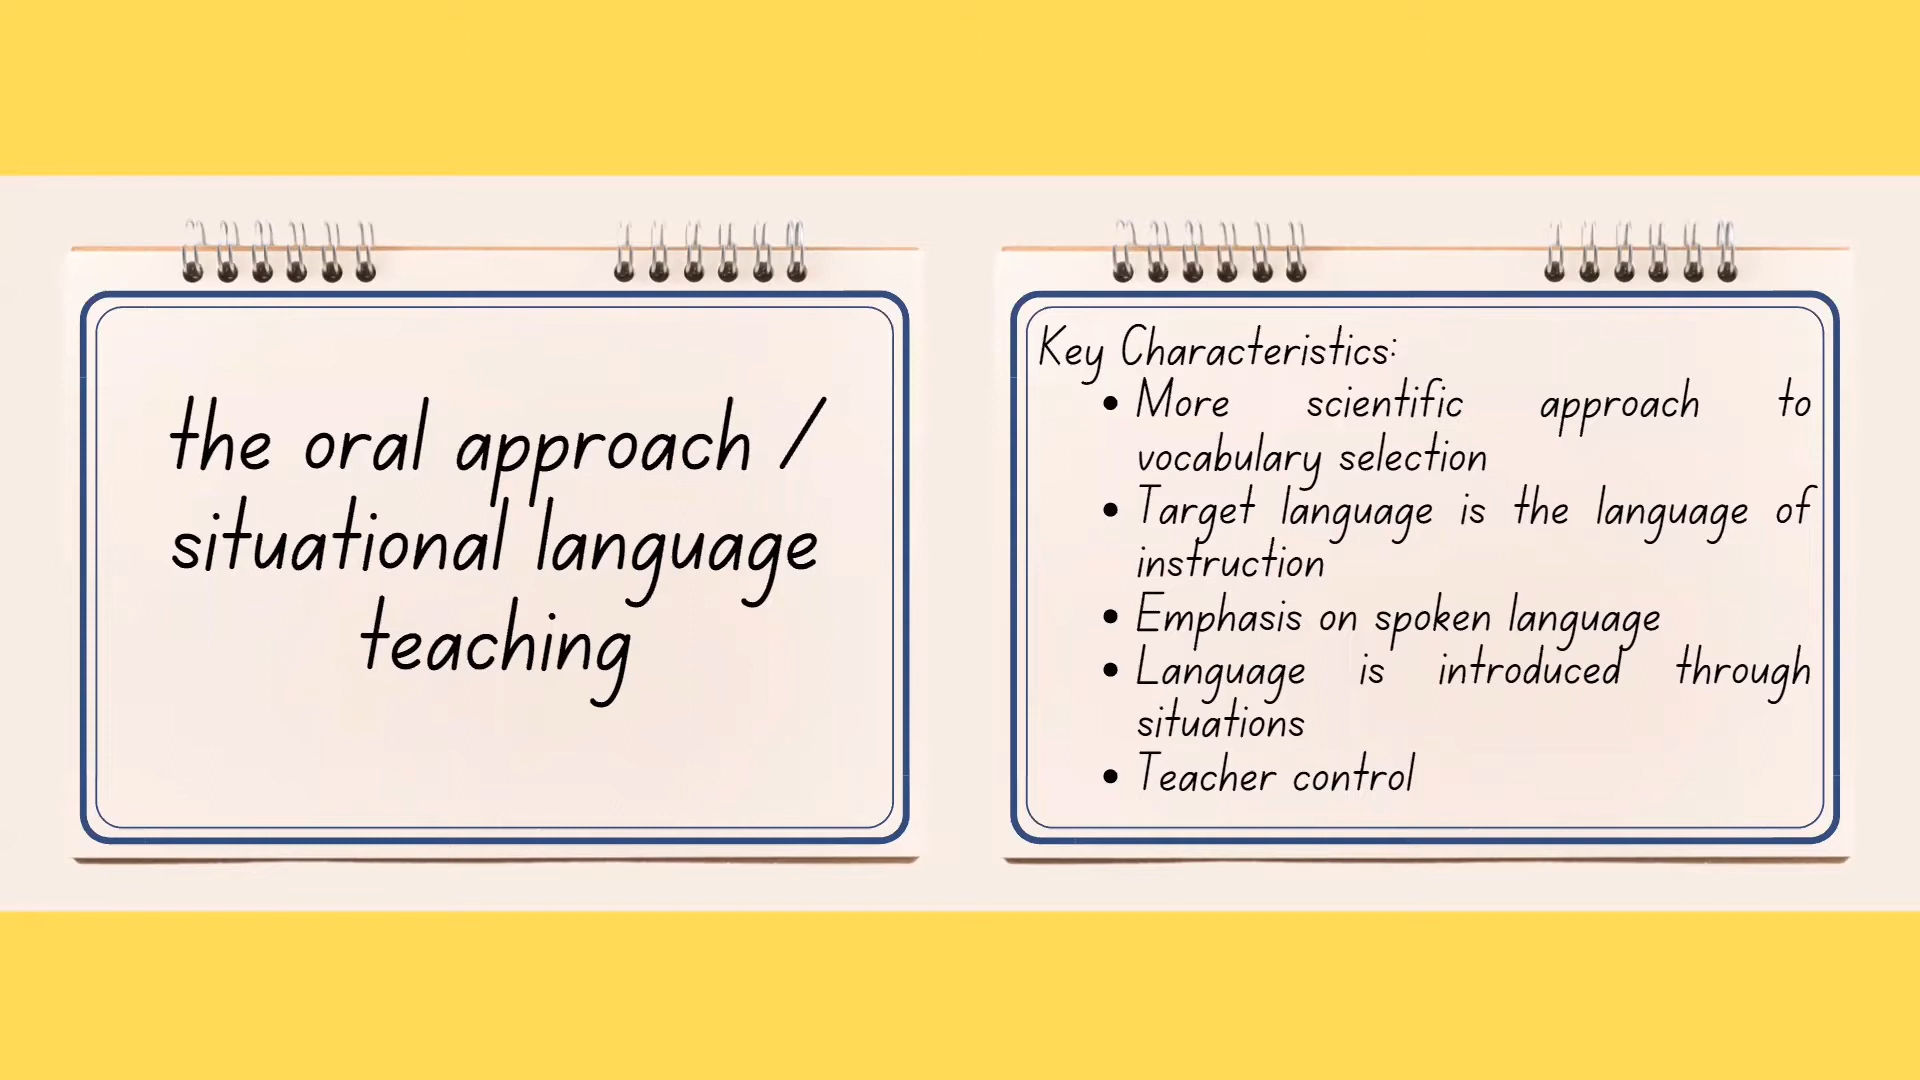 the oral approach /
situational language
teaching
Key Characteristics:
• More scientific approach to
vocabulary selection
• Target language is the language of
instruction
• Emphasis on spoken language
• Language is introduced through
situations
• Teacher control